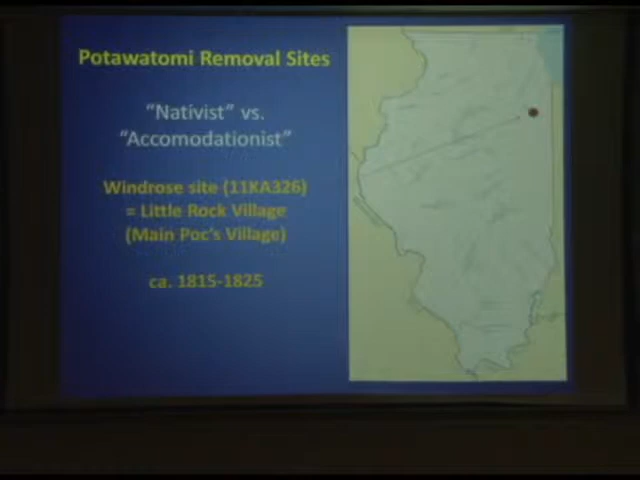 Potawatomi Removal Sites
"Nativist" vs.
"Accomodationist"
Windrose site (11KA326)
= Little Rock Village
(Main Poc's Village)
ca. 1815-1825